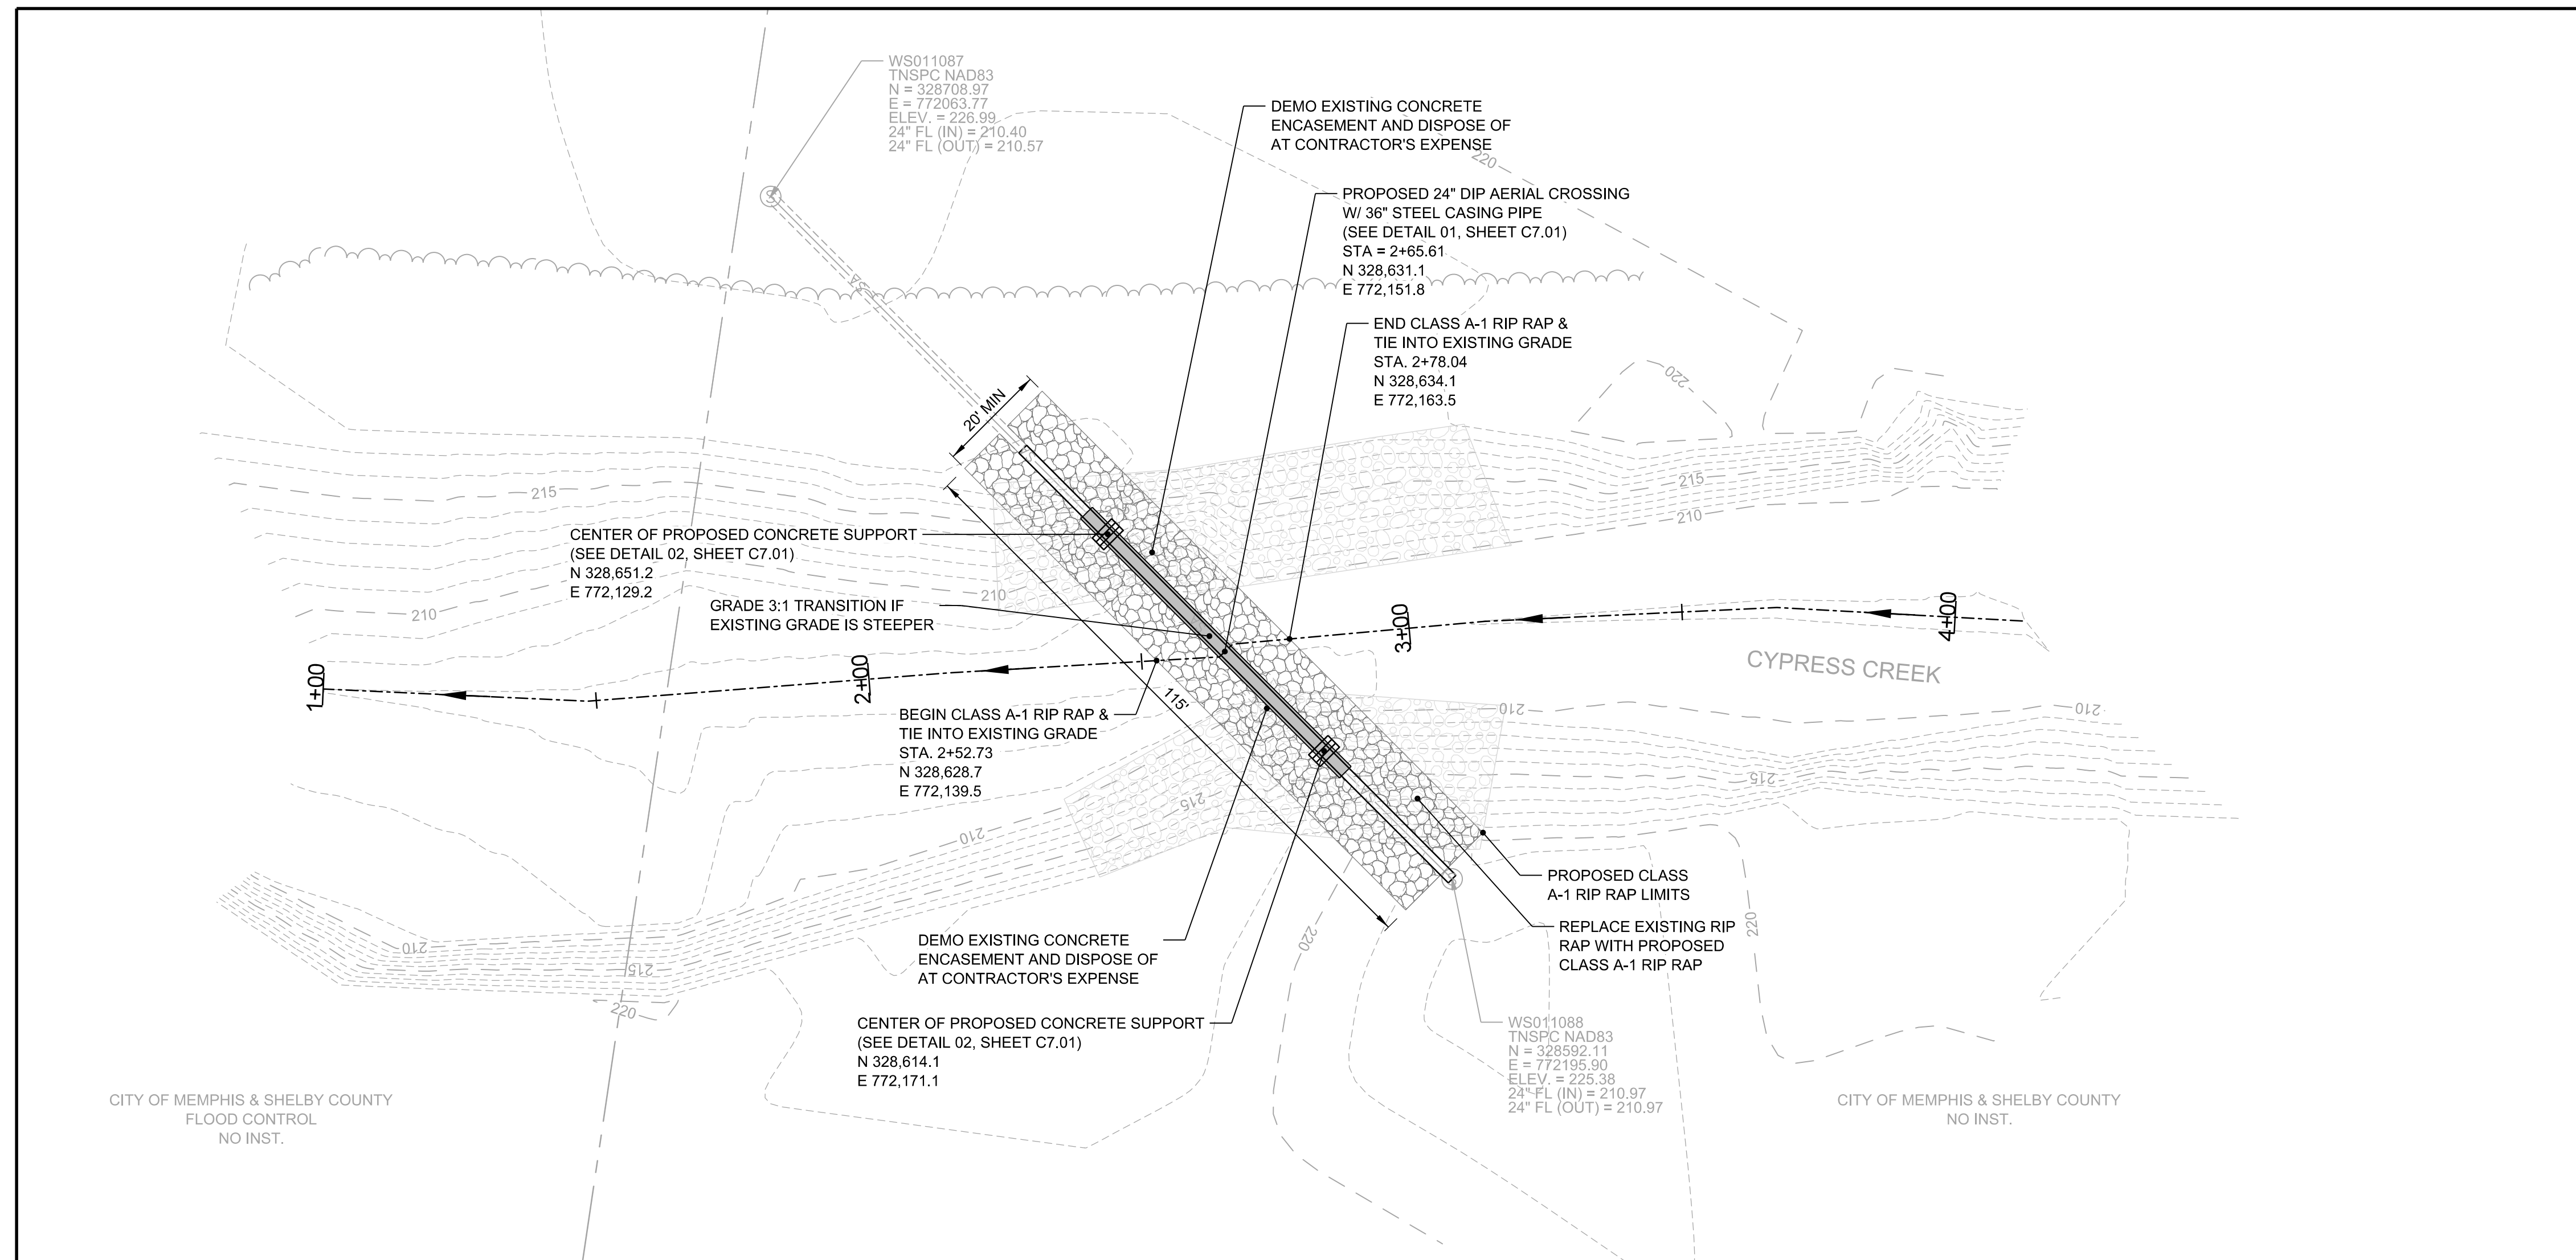 WS011087
TNSPC NAD83
N = 328708.97
E = 772063.77
ELEV. = 226.99
24" FL (IN) = 210.40
24" FL (OUT) = 210.57
DEMO EXISTING CONCRETE
ENCASEMENT AND DISPOSE OF
AT CONTRACTOR'S EXPENSE
220
PROPOSED 24" DIP AERIAL CROSSING
W/ 36" STEEL CASING PIPE
(SEE DETAIL 01, SHEET C7.01)
STA = 2+65.61
N 328,631.1
E 772,151.8
S
SA
END CLASS A-1 RIP RAP &
TIE INTO EXISTING GRADE
STA. 2+78.04
N 328,634.1
E 772,163.5
220
20' MIN
215
215
210
CENTER OF PROPOSED CONCRETE SUPPORT
(SEE DETAIL 02, SHEET C7.01)
N 328,651.2
E 772,129.2
210
210
GRADE 3:1 TRANSITION IF
EXISTING GRADE IS STEEPER
1+00
2+00
3+00
4+00
CYPRESS CREEK
115'
210
210
BEGIN CLASS A-1 RIP RAP &
TIE INTO EXISTING GRADE
STA. 2+52.73
N 328,628.7
E 772,139.5
215
215
210
PROPOSED CLASS
A-1 RIP RAP LIMITS
REPLACE EXISTING RIP
RAP WITH PROPOSED
CLASS A-1 RIP RAP
220
220
210
215
220
DEMO EXISTING CONCRETE
ENCASEMENT AND DISPOSE OF
AT CONTRACTOR'S EXPENSE
CENTER OF PROPOSED CONCRETE SUPPORT
(SEE DETAIL 02, SHEET C7.01)
N 328,614.1
E 772,171.1
WS011088
TNSPC NAD83
N = 328592.11
E = 772195.90
ELEV. = 225.38
24" FL (IN) = 210.97
24" FL (OUT) = 210.97
CITY OF MEMPHIS & SHELBY COUNTY
FLOOD CONTROL
NO INST.
CITY OF MEMPHIS & SHELBY COUNTY
NO INST.